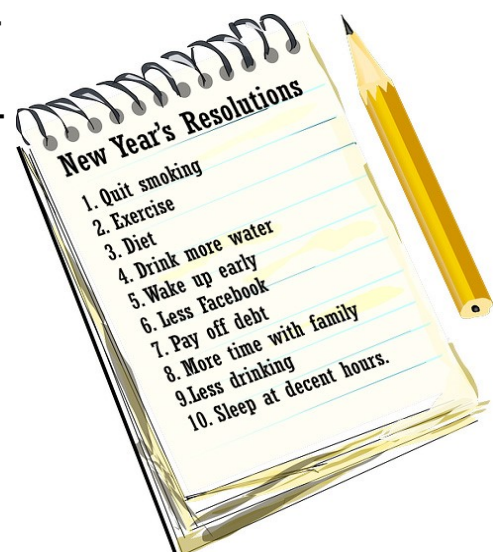 New Year's Resolutions
1. Quit smoking
2. Exercise
3. Diet
4. Drink more water
5. Wake up early
6. Less Facebook
7. Pay off debt
8. More time with family
9.Less drinking
10. Sleep at decent hours.